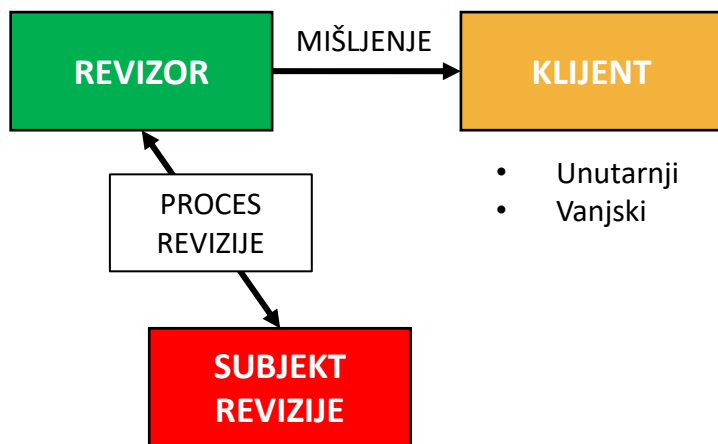 REVIZOR
MIŠLJENJE
KLIJENT
• Unutarnji
• Vanjski
PROCES
REVIZIJE
SUBJEKT
REVIZIJE